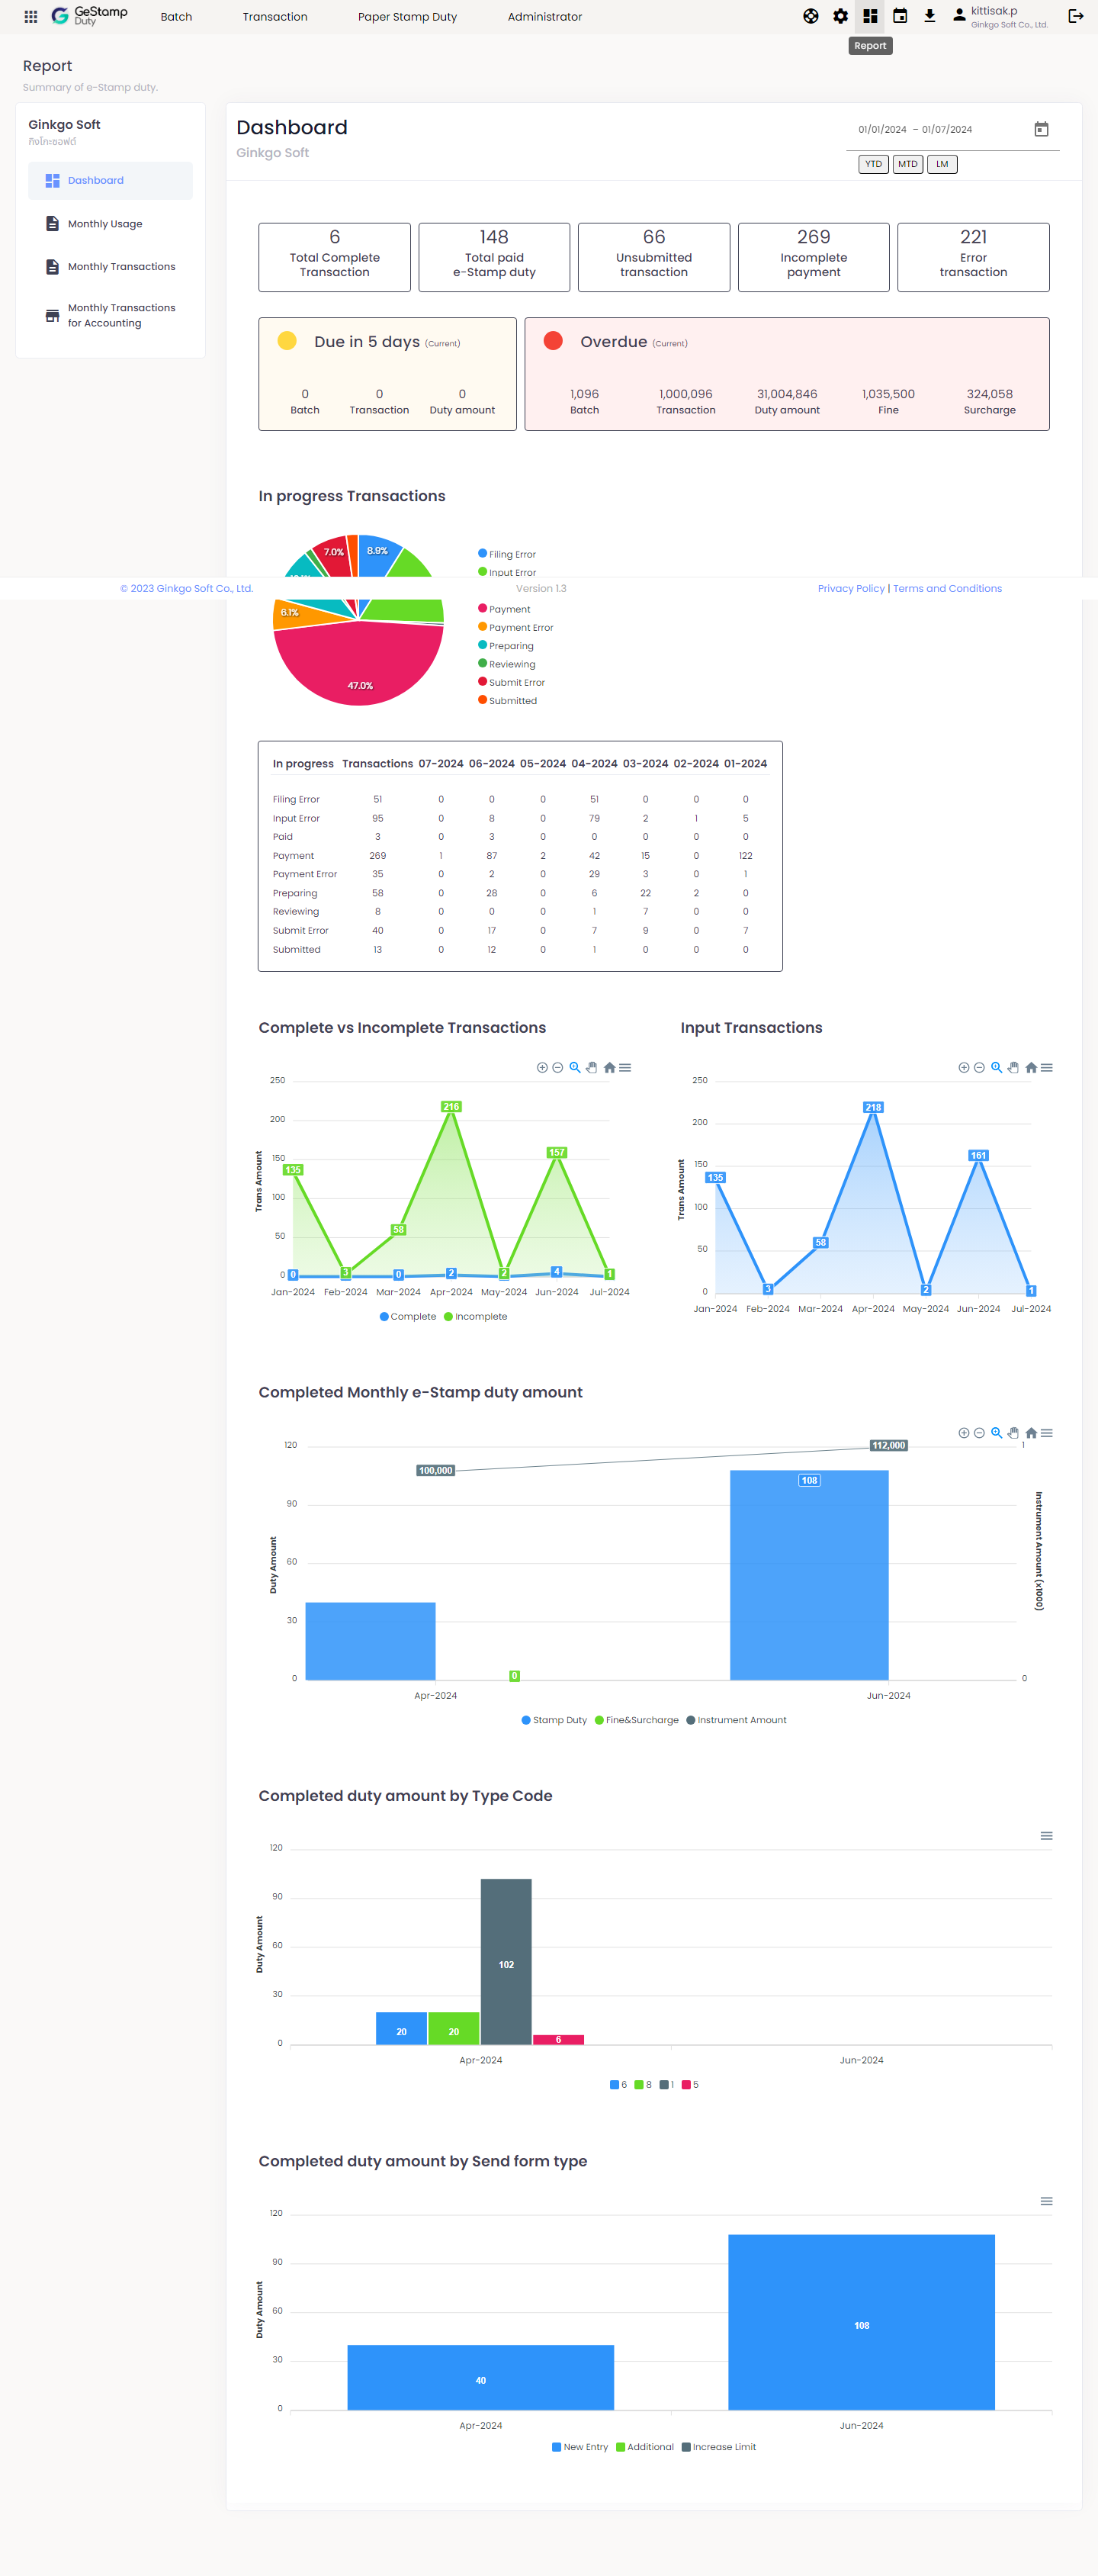 GeStamp
Duty
Batch
Transaction
Paper Stamp Duty
Administrator
kittisak.p
Ginkgo Soft Co., Ltd.
Report
Report
Summary of e-Stamp duty.
Ginkgo Soft
กิงโกะซอฟต์
Dashboard
Monthly Usage
Monthly Transactions
Monthly Transactions
for Accounting
Dashboard
Ginkgo Soft
01/01/2024 – 01/07/2024
YTD MTD LM
6
Total Complete
Transaction
148
Total paid
e-Stamp duty
66
Unsubmitted
transaction
269
Incomplete
payment
221
Error
transaction
Due in 5 days (Current)
0 0 0
Batch Transaction Duty amount
Overdue (Current)
1,096 1,000,096 31,004,846 1,035,500 324,058
Batch Transaction Duty amount Fine Surcharge
In progress Transactions
7.0%
8.9%
6.1%
47.0%
Filing Error
Input Error
Payment
Payment Error
Preparing
Reviewing
Submit Error
Submitted
© 2023 Ginkgo Soft Co., Ltd.
Version 1.3
Privacy Policy | Terms and Conditions
In progress Transactions 07-2024 06-2024 05-2024 04-2024 03-2024 02-2024 01-2024
Filing Error 51 0 0 0 51 0 0 0
Input Error 95 0 8 0 79 2 1 5
Paid 3 0 3 0 0 0 0 0
Payment 269 1 87 2 42 15 0 122
Payment Error 35 0 2 0 29 3 0 1
Preparing 58 0 28 0 6 22 2 0
Reviewing 8 0 0 0 1 7 0 0
Submit Error 40 0 17 0 7 9 0 7
Submitted 13 0 12 0 1 0 0 0
Complete vs Incomplete Transactions
250
200
150
100
50
0
Trans Amount
135
3
58
216
2
157
1
0
0
2
4
Jan-2024 Feb-2024 Mar-2024 Apr-2024 May-2024 Jun-2024 Jul-2024
Complete Incomplete
Input Transactions
250
200
150
100
50
0
Trans Amount
135
3
58
218
2
161
1
Jan-2024 Feb-2024 Mar-2024 Apr-2024 May-2024 Jun-2024 Jul-2024
Completed Monthly e-Stamp duty amount
120
90
60
30
0
Duty Amount
100,000
112,000
108
0
1
0
Instrument Amount (x1000)
Apr-2024 Jun-2024
Stamp Duty Fine&Surcharge Instrument Amount
Completed duty amount by Type Code
120
90
60
30
0
Duty Amount
20
20
102
6
Apr-2024 Jun-2024
6 8 1 5
Completed duty amount by Send form type
120
90
60
30
0
Duty Amount
40
108
Apr-2024 Jun-2024
New Entry Additional Increase Limit